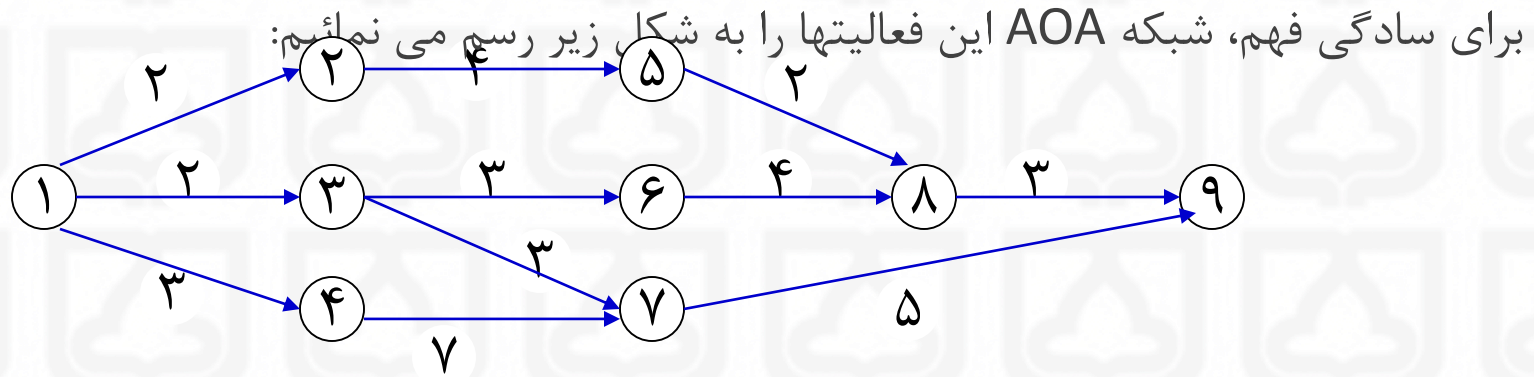 برای سادگی فهم، شبکه AOA این فعالیتها را به شکل زیر رسم می نمائیم:
۲ ۲ ۴ ۵ ۲
۱ ۲ ۳ ۳ ۶ ۴ ۸ ۳ ۹
۳ ۳
۴ ۷ ۵
۷